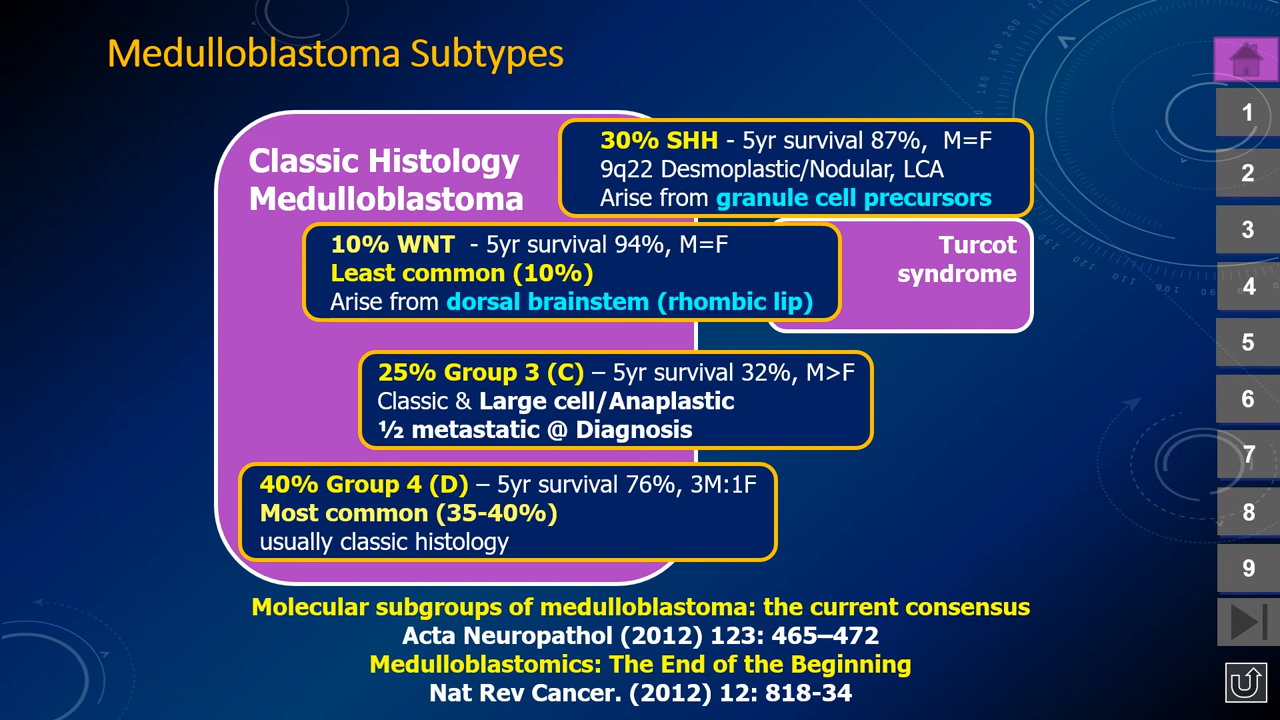 Medulloblastoma Subtypes
Classic Histology
Medulloblastoma
30% SHH - 5yr survival 87%, M=F
9q22 Desmoplastic/Nodular, LCA
Arise from granule cell precursors
10% WNT - 5yr survival 94%, M=F
Least common (10%)
Arise from dorsal brainstem (rhombic lip)
Turcot
syndrome
25% Group 3 (C) – 5yr survival 32%, M>F
Classic & Large cell/Anaplastic
½ metastatic @ Diagnosis
40% Group 4 (D) – 5yr survival 76%, 3M:1F
Most common (35-40%)
usually classic histology
Molecular subgroups of medulloblastoma: the current consensus
Acta Neuropathol (2012) 123: 465–472
Medulloblastomics: The End of the Beginning
Nat Rev Cancer. (2012) 12: 818-34
1
2
3
4
5
6
7
8
9